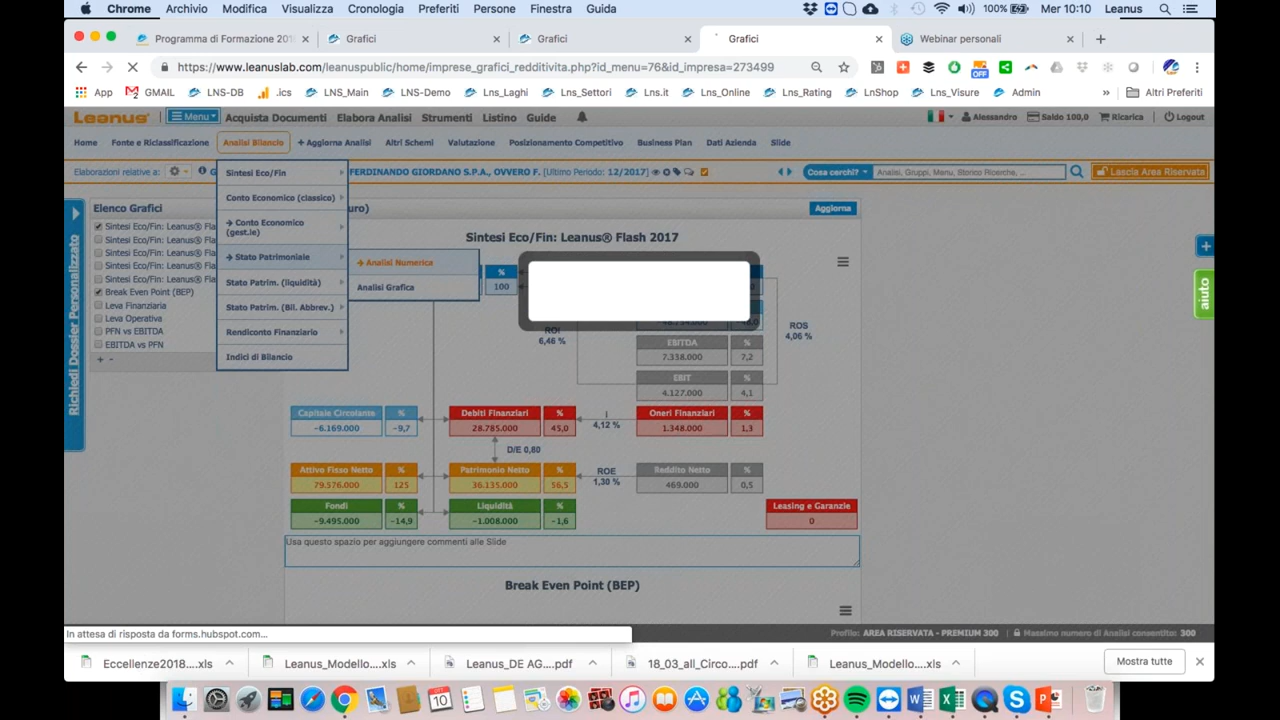 Chrome Archivio Modifica Visualizza Cronologia Preferiti Persone Finestra Guida 100% Mer 10:10 Leanus
Programma di Formazione 201 Grafici Grafici Grafici Webinar personali
https://www.leanuslab.com/leanuspublic/home/imprese_grafici_redditivita.php?id_menu=76&id_impresa=273499 OFF
App GMAIL LNS-DB .ics LNS_Main LNS-Demo Lns_Laghi Lns_Settori Lns.it Lns_Online Lns_Rating LnShop Lns_Visure Admin » Altri Preferiti
Leanus Menu Acquista Documenti Elabora Analisi Strumenti Listino Guide Alessandro Saldo 100,0 Ricarica Logout
Home Fonte e Riclassificazione Analisi Bilancio + Aggiorna Analisi Altri Schemi Valutazione Posizionamento Competitivo Business Plan Dati Azienda Slide
Elaborazioni relative a: G FERDINANDO GIORDANO S.P.A., OVVERO F. [Ultimo Periodo: 12/2017] Cosa cerchi? Analisi, Gruppi, Menu, Storico Ricerche, ... Lascia Area Riservata
Richiedi Dossier Personalizzato
Elenco Grafici
Sintesi Eco/Fin: Leanus® Fla
Sintesi Eco/Fin: Leanus® Fla
Sintesi Eco/Fin: Leanus® Fla
Sintesi Eco/Fin: Leanus® Fla
Sintesi Eco/Fin: Leanus® Fla
Break Even Point (BEP)
Leva Finanziaria
Leva Operativa
PFN vs EBITDA
EBITDA vs PFN
+ -
Sintesi Eco/Fin
Conto Economico (classico)
→ Conto Economico
(gest.le)
→ Stato Patrimoniale
Stato Patrim. (liquidità)
Stato Patrim. (Bil. Abbrev.)
Rendiconto Finanziario
Indici di Bilancio
→ Analisi Numerica
Analisi Grafica
uro)
Aggiorna
Sintesi Eco/Fin: Leanus® Flash 2017
%
100
ROI
6,46 %
ROS
4,06 %
EBITDA %
7.338.000 7,2
EBIT %
4.127.000 4,1
Capitale Circolante % Debiti Finanziari % I Oneri Finanziari %
-6.169.000 -9,7 28.785.000 45,0 4,12 % 1.348.000 1,3
D/E 0,80
Attivo Fisso Netto % Patrimonio Netto % ROE Reddito Netto %
79.576.000 125 36.135.000 56,5 1,30 % 469.000 0,5
Fondi % Liquidità % Leasing e Garanzie
-9.495.000 -14,9 -1.008.000 -1,6 0
Usa questo spazio per aggiungere commenti alle Slide
Break Even Point (BEP)
+
aiuto
In attesa di risposta da forms.hubspot.com...
Profilo: AREA RISERVATA - PREMIUM 300 Massimo numero di Analisi consentite: 300
Eccellenze2018....xls Leanus_Modello....xls Leanus_DE AG....pdf 18_03_all_Circo....pdf Leanus_Modello....xls Mostra tutte
10